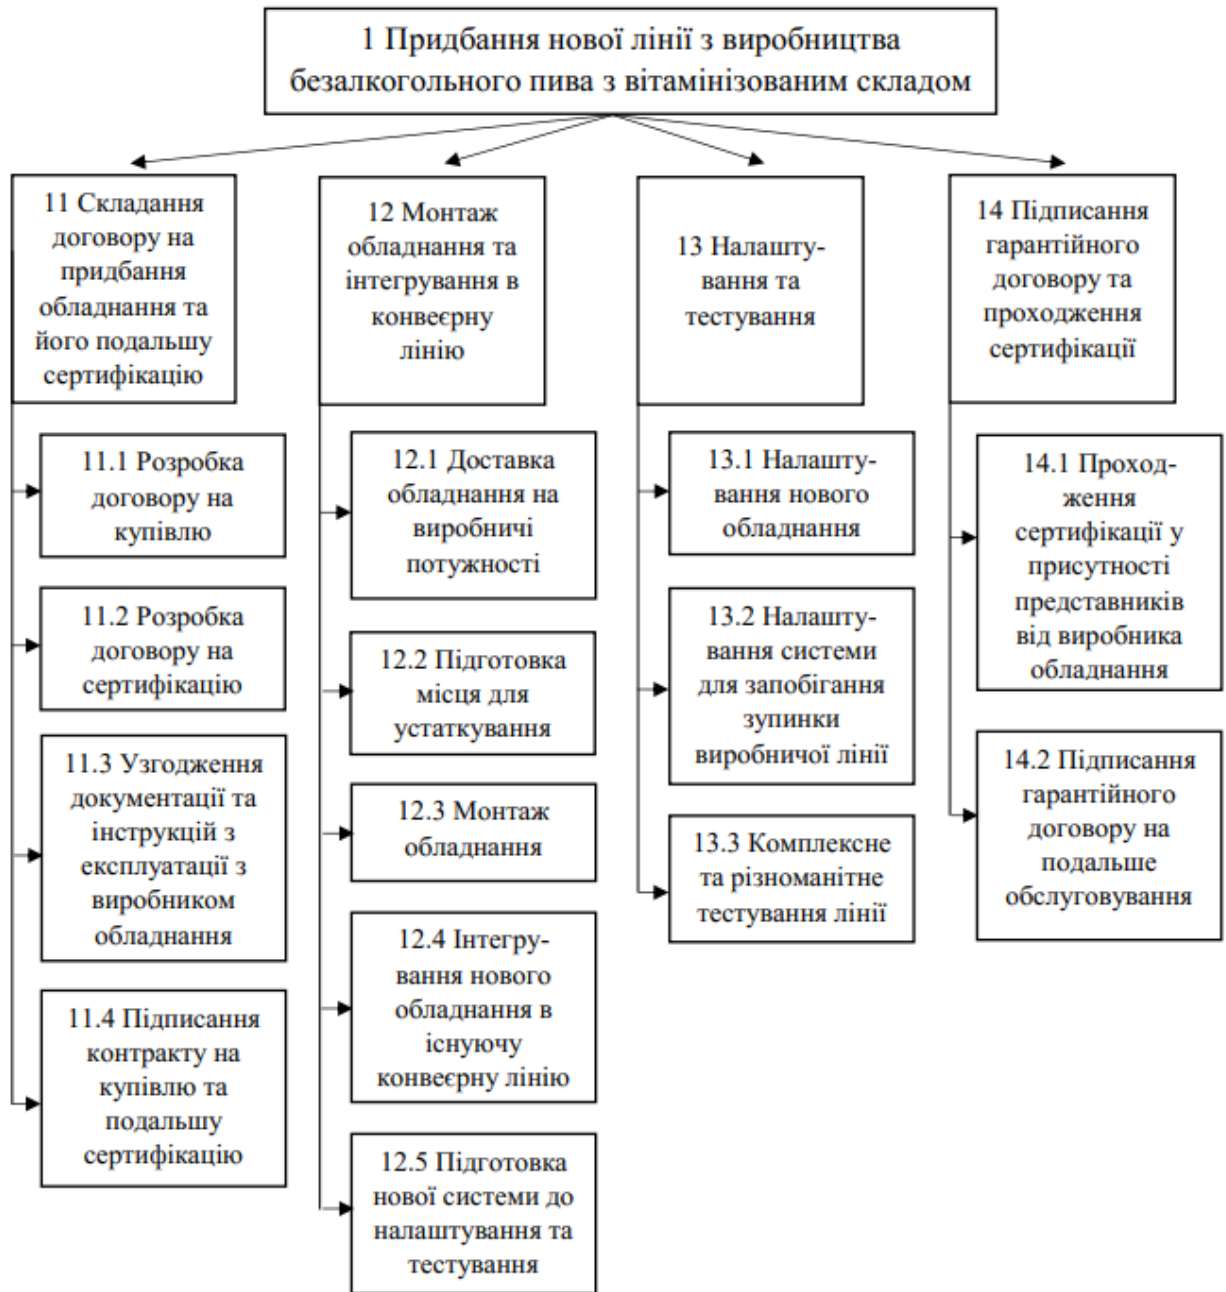 1 Придбання нової лінії з виробництва
безалкогольного пива з вітамінізованим складом
11 Складання
договору на
придбання
обладнання та
його подальшу
сертифікацію
11.1 Розробка
договору на
купівлю
11.2 Розробка
договору на
сертифікацію
11.3 Узгодження
документації та
інструкцій з
експлуатації з
виробником
обладнання
11.4 Підписання
контракту на
купівлю та
подальшу
сертифікацію
12 Монтаж
обладнання та
інтегрування в
конвеєрну
лінію
12.1 Доставка
обладнання на
виробничі
потужності
12.2 Підготовка
місця для
устаткування
12.3 Монтаж
обладнання
12.4 Інтегру-
вання нового
обладнання в
існуючу
конвеєрну лінію
12.5 Підготовка
нової системи до
налаштування та
тестування
13 Налашту-
вання та
тестування
13.1 Налашту-
вання нового
обладнання
13.2 Налашту-
вання системи
для запобігання
зупинки
виробничої лінії
13.3 Комплексне
та різноманітне
тестування лінії
14 Підписання
гарантійного
договору та
проходження
сертифікації
14.1 Проход-
ження
сертифікації у
присутності
представників
від виробника
обладнання
14.2 Підписання
гарантійного
договору на
подальше
обслуговування